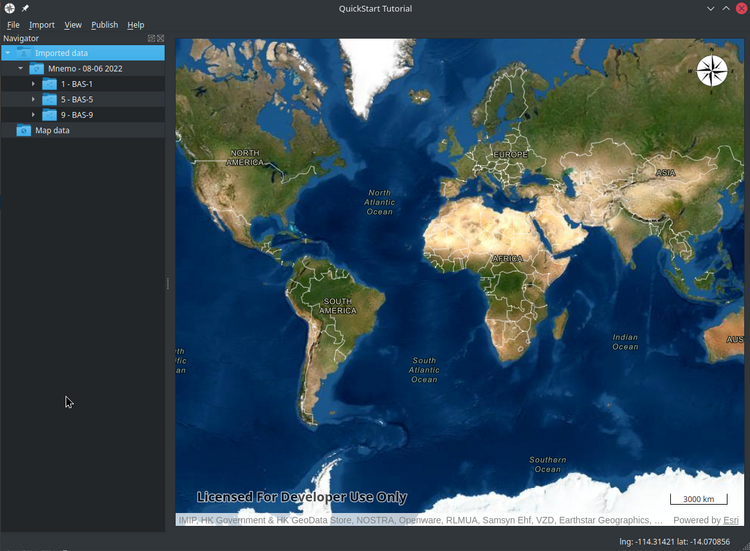 QuickStart Tutorial
File Import View Publish Help
Navigator
Imported data
Mnemo - 08-06 2022
1 - BAS-1
5 - BAS-5
9 - BAS-9
Map data
NORTH
AMERICA
EUROPE
ASIA
North
Atlantic
Ocean
AFRICA
SOUTH
AMERICA
Indian
Ocean
AUS
th
fic
an
South
Atlantic
Ocean
Southern
Ocean
Licensed For Developer Use Only
3000 km
IMIP, HK Government & HK GeoData Store, NOSTRA, Openware, RLMUA, Samsyn Ehf, VZD, Earthstar Geographics, ... Powered by Esri
lng: -114.31421 lat: -14.070856